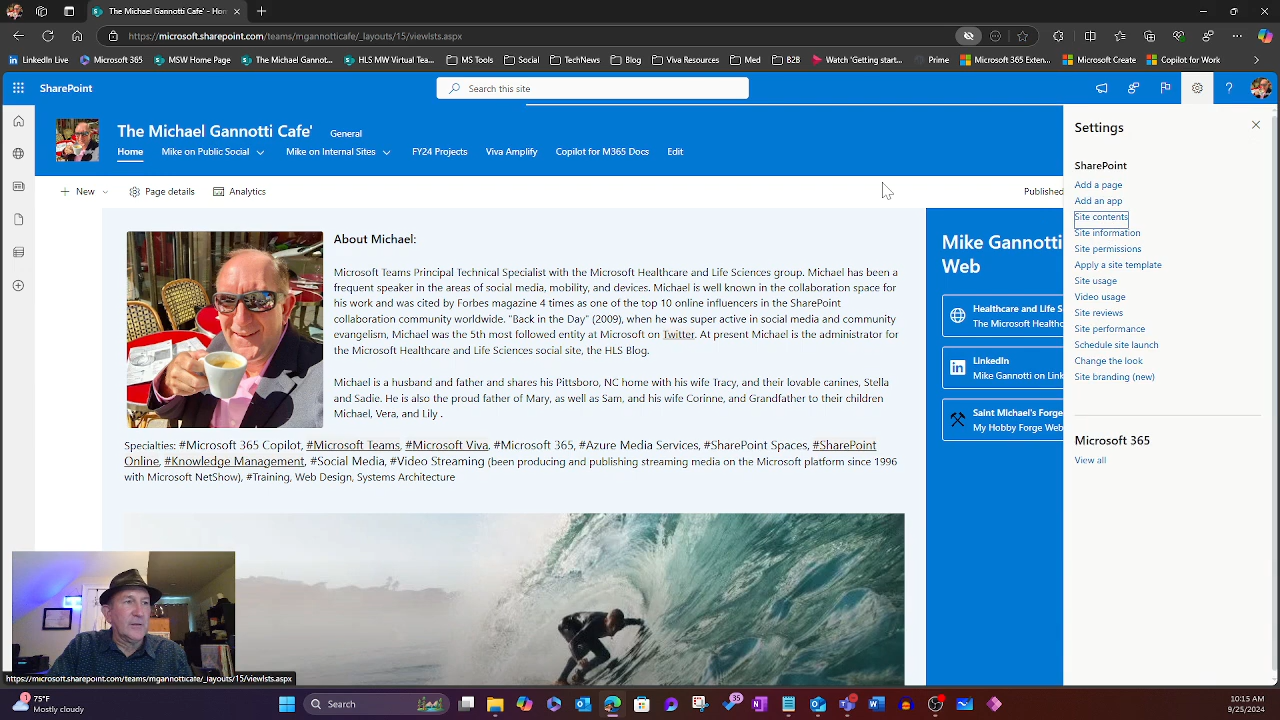 The Michael Gannotti Cafe' - Hor
https://microsoft.sharepoint.com/teams/mgannotticafe/_layouts/15/viewlsts.aspx
LinkedIn Live
Microsoft 365
MSW Home Page
The Michael Gannot...
HLS MW Virtual Tea...
MS Tools
Social
TechNews
Blog
Viva Resources
Med
B2B
Watch 'Getting start...
Prime
Microsoft 365 Exten...
Microsoft Create
Copilot for Work
SharePoint
Search this site
?
The Michael Gannotti Cafe'
General
Home
Mike on Public Social
Mike on Internal Sites
FY24 Projects
Viva Amplify
Copilot for M365 Docs
Edit
New
Page details
Analytics
Published
About Michael:
Microsoft Teams Principal Technical Specialist with the Microsoft Healthcare and Life Sciences group. Michael has been a
frequent speaker in the areas of social media, mobility, and devices. Michael is well known in the collaboration space for
his work and was cited by Forbes magazine 4 times as one of the top 10 online influencers in the SharePoint
collaboration community worldwide. "Back in the Day" (2009), when he was super active in social media and community
evangelism, Michael was the 5th most followed entity at Microsoft on Twitter. At present Michael is the administrator for
the Microsoft Healthcare and Life Sciences social site, the HLS Blog.
Michael is a husband and father and shares his Pittsboro, NC home with his wife Tracy, and their lovable canines, Stella
and Sadie. He is also the proud father of Mary, as well as Sam, and his wife Corinne, and Grandfather to their children
Michael, Vera, and Lily .
Specialties: #Microsoft 365 Copilot, #Microsoft Teams, #Microsoft Viva, #Microsoft 365, #Azure Media Services, #SharePoint Spaces, #SharePoint
Online, #Knowledge Management, #Social Media, #Video Streaming (been producing and publishing streaming media on the Microsoft platform since 1996
with Microsoft NetShow), #Training, Web Design, Systems Architecture
Mike Gannotti
Web
Healthcare and Life S
The Microsoft Healthc
LinkedIn
Mike Gannotti on Link
Saint Michael's Forge
My Hobby Forge Web
Settings
SharePoint
Add a page
Add an app
Site contents
Site information
Site permissions
Apply a site template
Site usage
Video usage
Site reviews
Site performance
Schedule site launch
Change the look
Site branding (new)
Microsoft 365
View all
https://microsoft.sharepoint.com/teams/mgannotticafe/_layouts/15/viewlsts.aspx
1
75°F
Mostly cloudy
Search
35
10:15 AM
9/25/2024